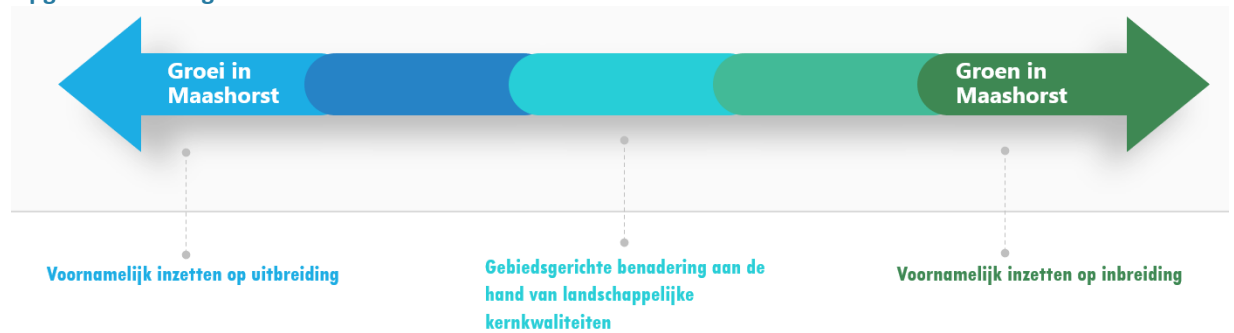 Groei in
Maashorst
Groen in
Maashorst
Voornamelijk inzetten op uitbreiding
Gebiedsgerichte benadering aan de
hand van landschappelijke
kernkwaliteiten
Voornamelijk inzetten op inbreiding